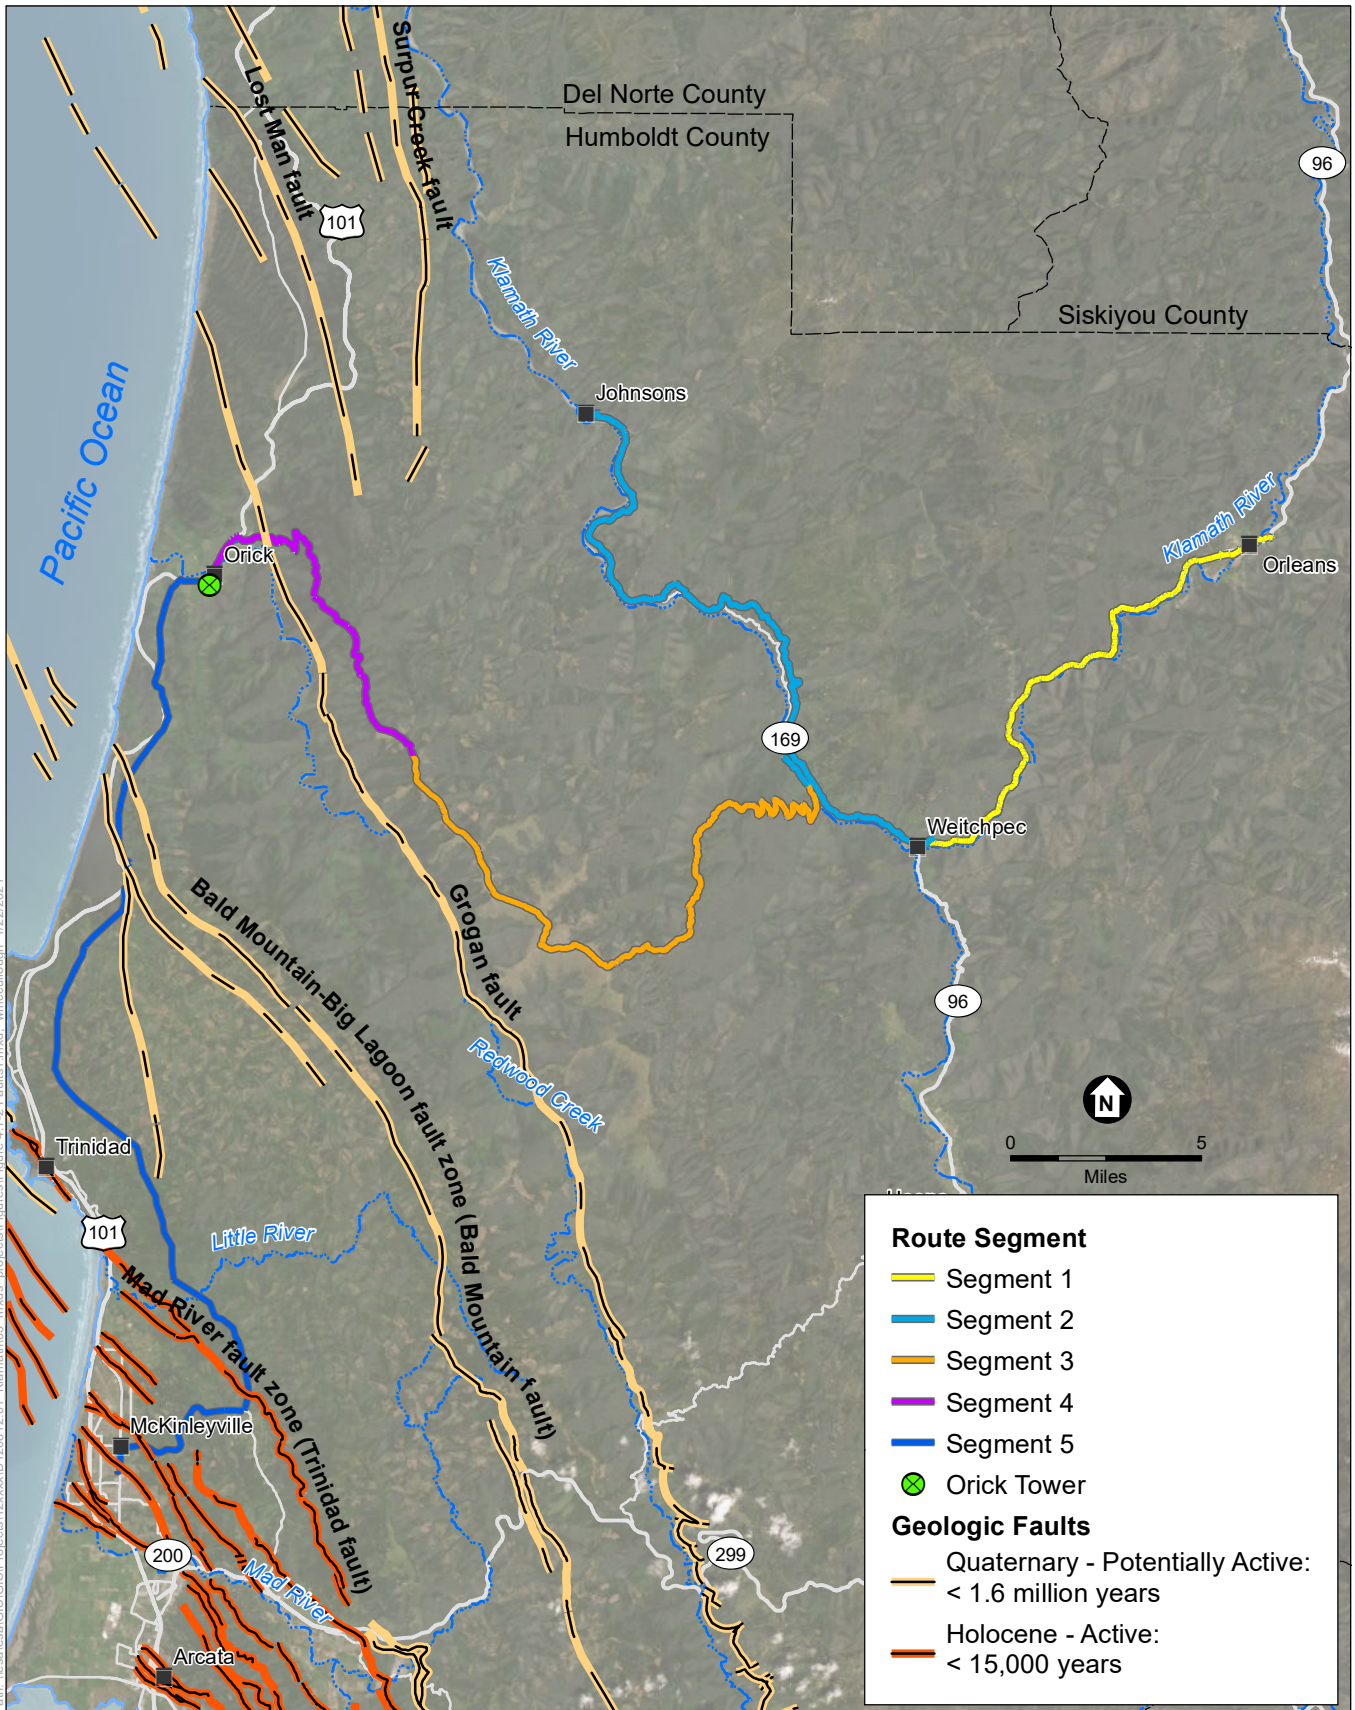 Del Norte County
Humboldt County
96
Lost Man fault
Surpur Creek fault
101
Klamath River
Siskiyou County
Johnsons
Pacific Ocean
Klamath River
Orick
Orleans
169
Weitchpec
Bald Mountain-Big Lagoon fault zone (Bald Mountain fault)
Grogan fault
96
Redwood Creek
N
0 5
Miles
Trinidad
101
Little River
Mad River fault zone (Trinidad fault)
McKinleyville
200
Mad River
299
Arcata
Route Segment
Segment 1
Segment 2
Segment 3
Segment 4
Segment 5
Orick Tower
Geologic Faults
Quaternary - Potentially Active:
< 1.6 million years
Holocene - Active:
< 15,000 years